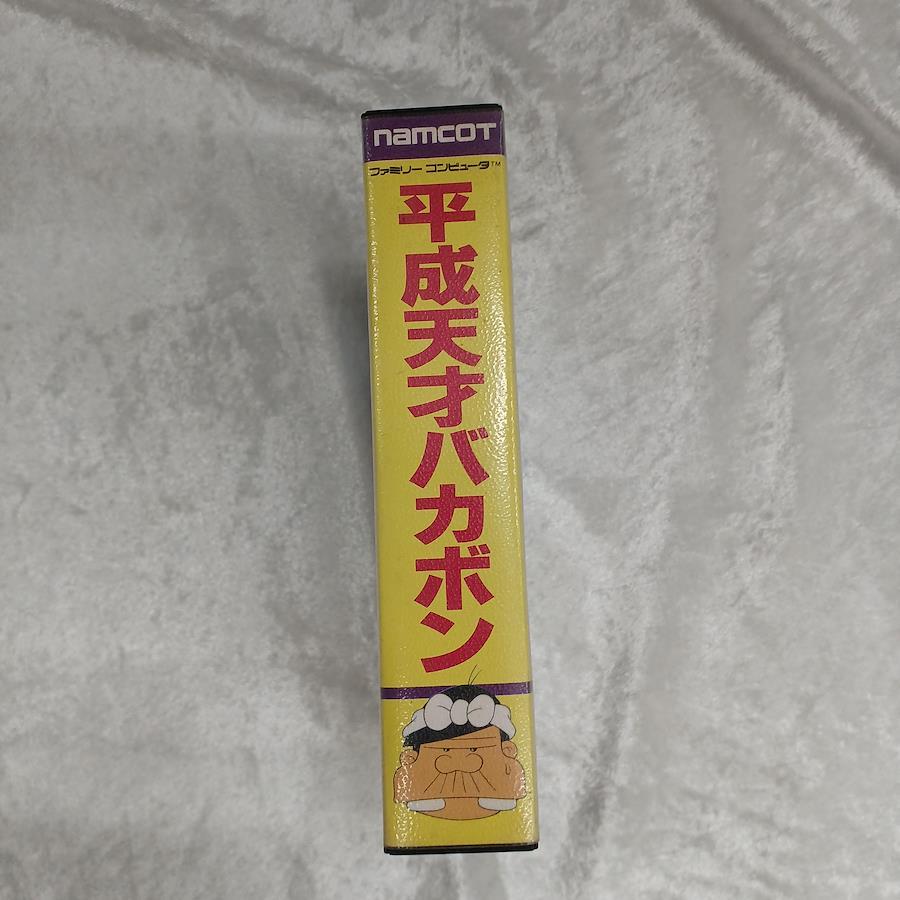 namcot
ファミリー コンピュータ™
平成天才バカボン